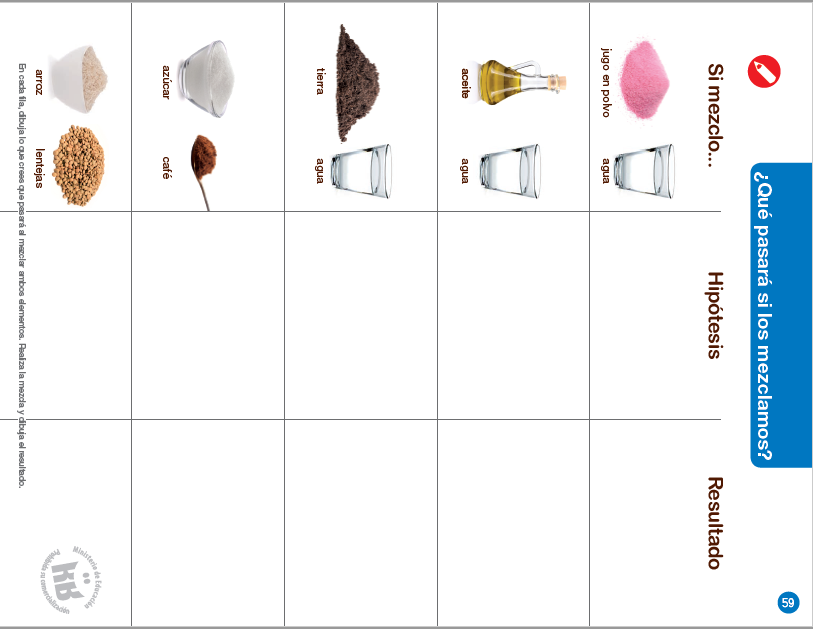 ¿Qué pasará si los mezclamos?
Si mezclo...
Hipótesis
Resultado
jugo en polvo
agua
aceite
agua
tierra
agua
azúcar
café
arroz
lentejas
En cada fila, dibuja lo que crees que pasará al mezclar ambos elementos. Realiza la mezcla y dibuja el resultado.
Ministerio de Educación
Prohibida su comercialización
59